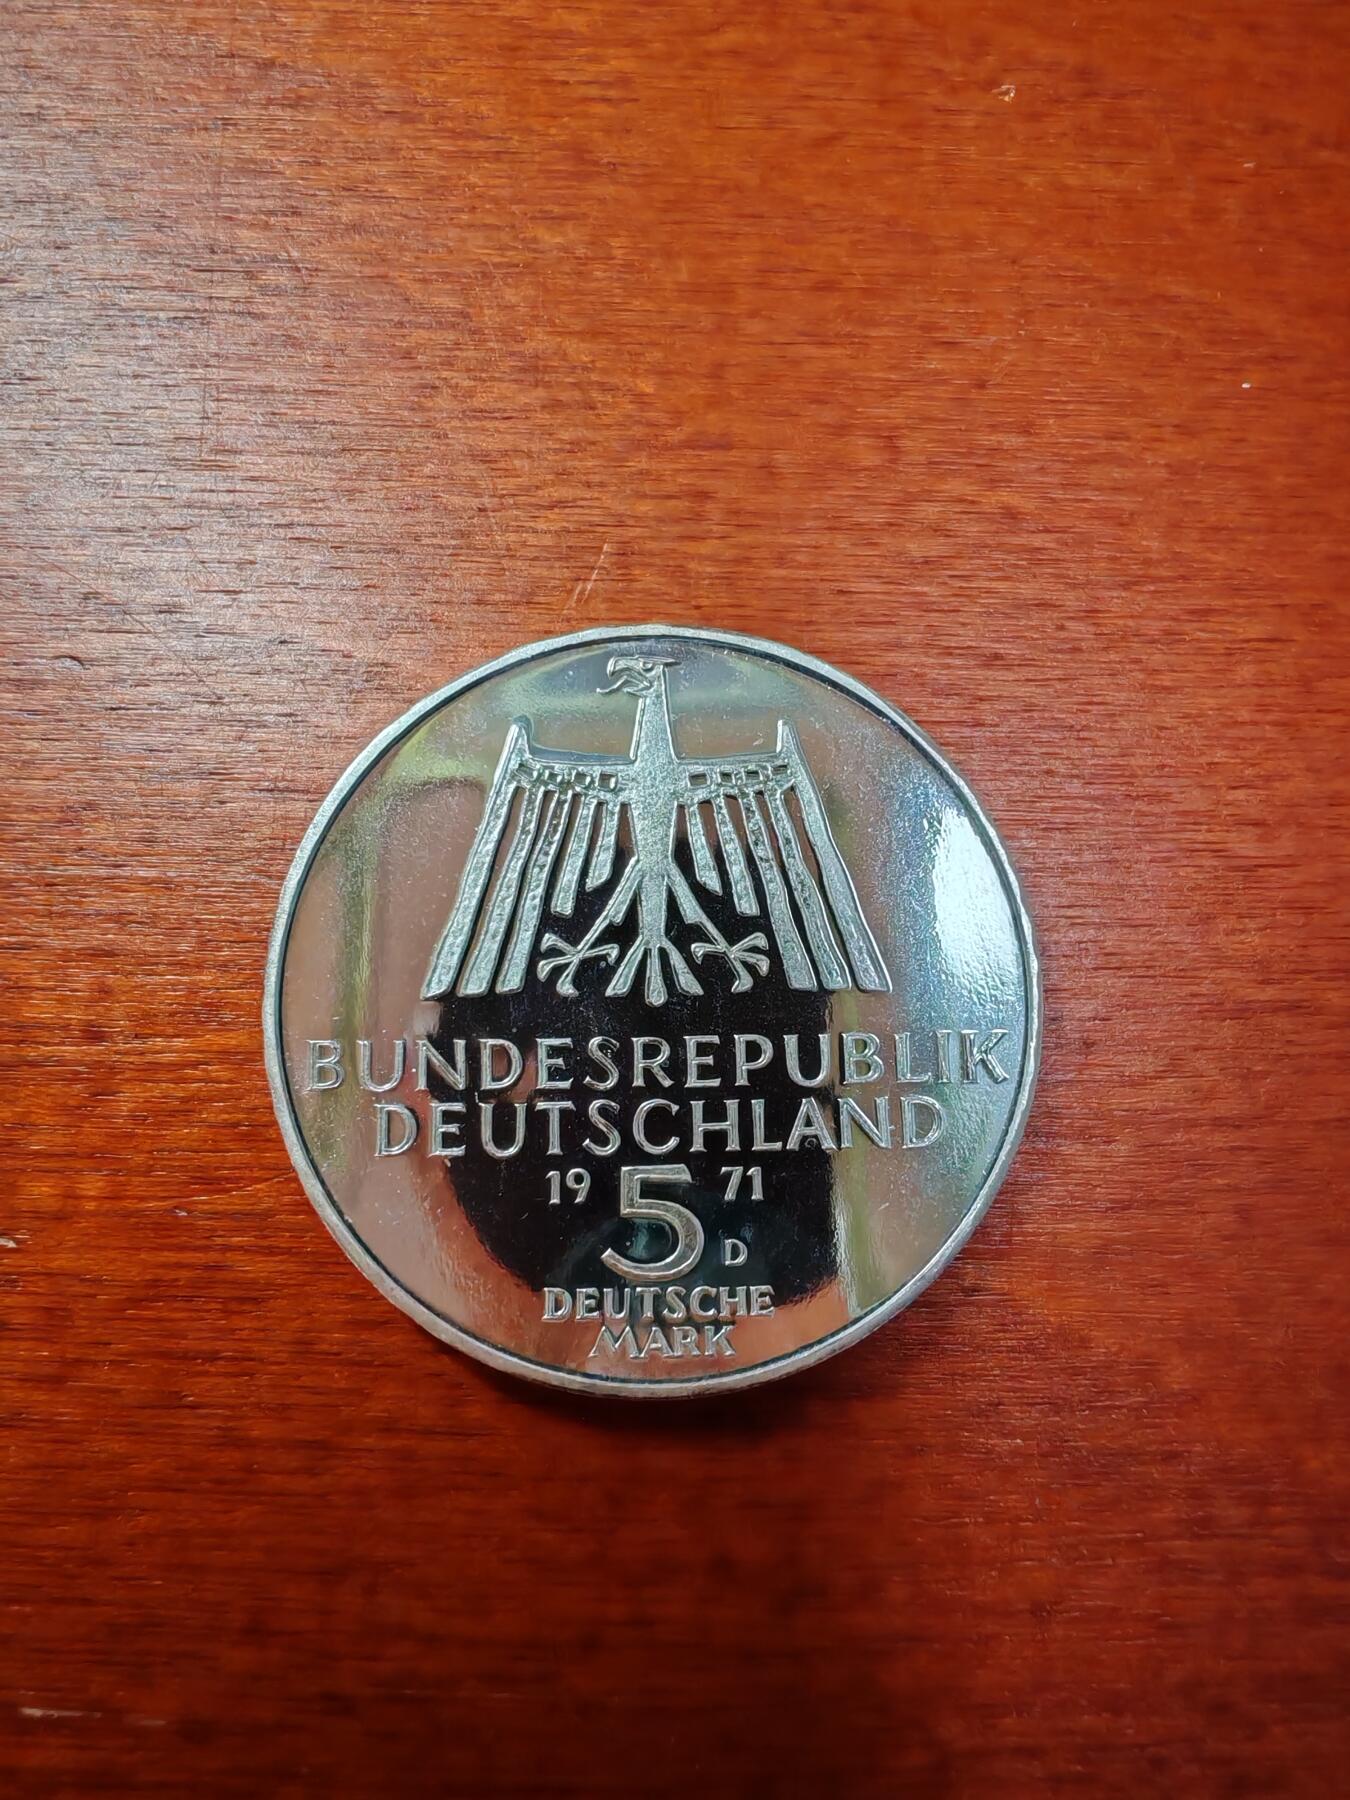 BUNDESREPUBLIK
DEUTSCHLAND
19 5 71
D
DEUTSCHE
MARK